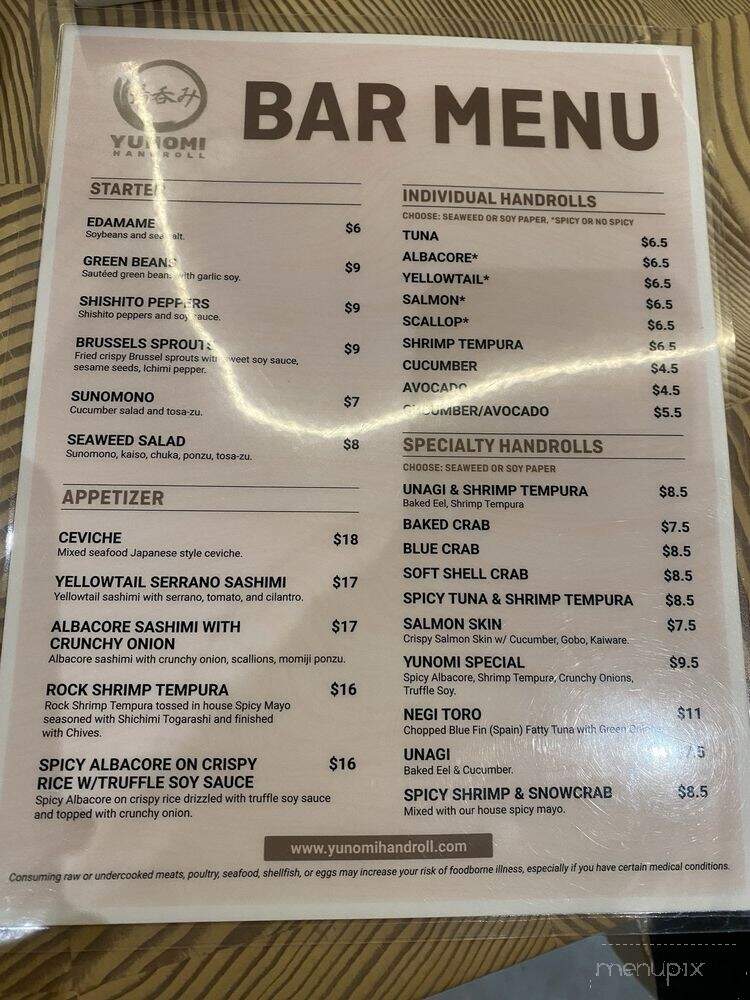 湯呑み
YUNOMI
HANDROLL
BAR MENU
STARTER
EDAMAME $6
Soybeans and sea salt.
GREEN BEANS $9
Sautéed green beans with garlic soy.
SHISHITO PEPPERS $9
Shishito peppers and soy sauce.
BRUSSELS SPROUTS $9
Fried crispy Brussel sprouts with sweet soy sauce,
sesame seeds, Ichimi pepper.
SUNOMONO $7
Cucumber salad and tosa-zu.
SEAWEED SALAD $8
Sunomono, kaiso, chuka, ponzu, tosa-zu.
APPETIZER
CEVICHE $18
Mixed seafood Japanese style ceviche.
YELLOWTAIL SERRANO SASHIMI $17
Yellowtail sashimi with serrano, tomato, and cilantro.
ALBACORE SASHIMI WITH $17
CRUNCHY ONION
Albacore sashimi with crunchy onion, scallions, momiji ponzu.
ROCK SHRIMP TEMPURA $16
Rock Shrimp Tempura tossed in house Spicy Mayo
seasoned with Shichimi Togarashi and finished
with Chives.
SPICY ALBACORE ON CRISPY $16
RICE W/TRUFFLE SOY SAUCE
Spicy Albacore on crispy rice drizzled with truffle soy sauce
and topped with crunchy onion.
INDIVIDUAL HANDROLLS
CHOOSE: SEAWEED OR SOY PAPER, *SPICY OR NO SPICY
TUNA $6.5
ALBACORE* $6.5
YELLOWTAIL* $6.5
SALMON* $6.5
SCALLOP* $6.5
SHRIMP TEMPURA $6.5
CUCUMBER $4.5
AVOCADO $4.5
CUCUMBER/AVOCADO $5.5
SPECIALTY HANDROLLS
CHOOSE: SEAWEED OR SOY PAPER
UNAGI & SHRIMP TEMPURA $8.5
Baked Eel, Shrimp Tempura
BAKED CRAB $7.5
BLUE CRAB $8.5
SOFT SHELL CRAB $8.5
SPICY TUNA & SHRIMP TEMPURA $8.5
SALMON SKIN $7.5
Crispy Salmon Skin w/ Cucumber, Gobo, Kaiware.
YUNOMI SPECIAL $9.5
Spicy Albacore, Shrimp Tempura, Crunchy Onions,
Truffle Soy.
NEGI TORO $11
Chopped Blue Fin (Spain) Fatty Tuna with Green Onions
UNAGI
Baked Eel & Cucumber.
SPICY SHRIMP & SNOWCRAB $8.5
Mixed with our house spicy mayo.
www.yunomihandroll.com
Consuming raw or undercooked meats, poultry, seafood, shellfish, or eggs may increase your risk of foodborne illness, especially if you have certain medical conditions.
menupix